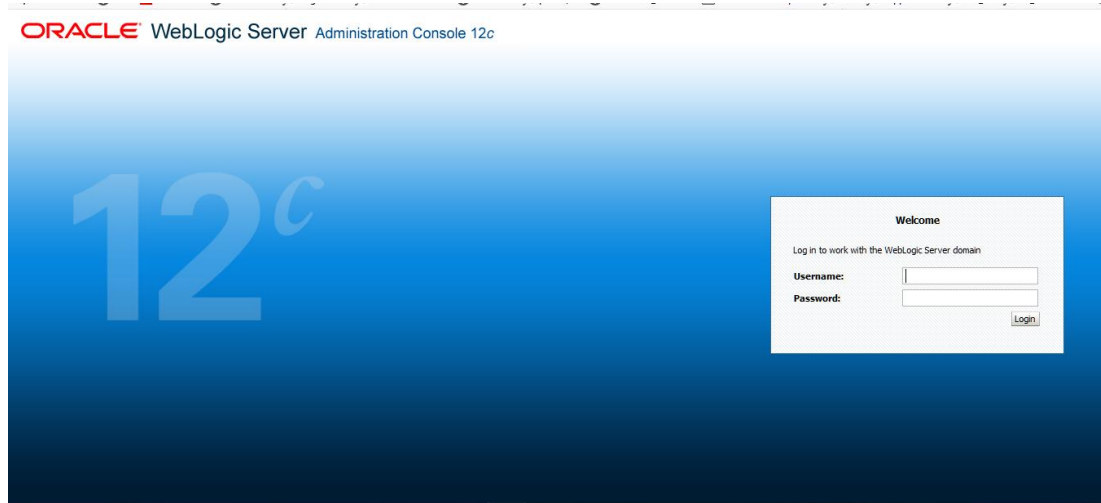 ORACLE WebLogic Server Administration Console 12c
12c
Welcome
Log in to work with the WebLogic Server domain
Username:
Password:
Login